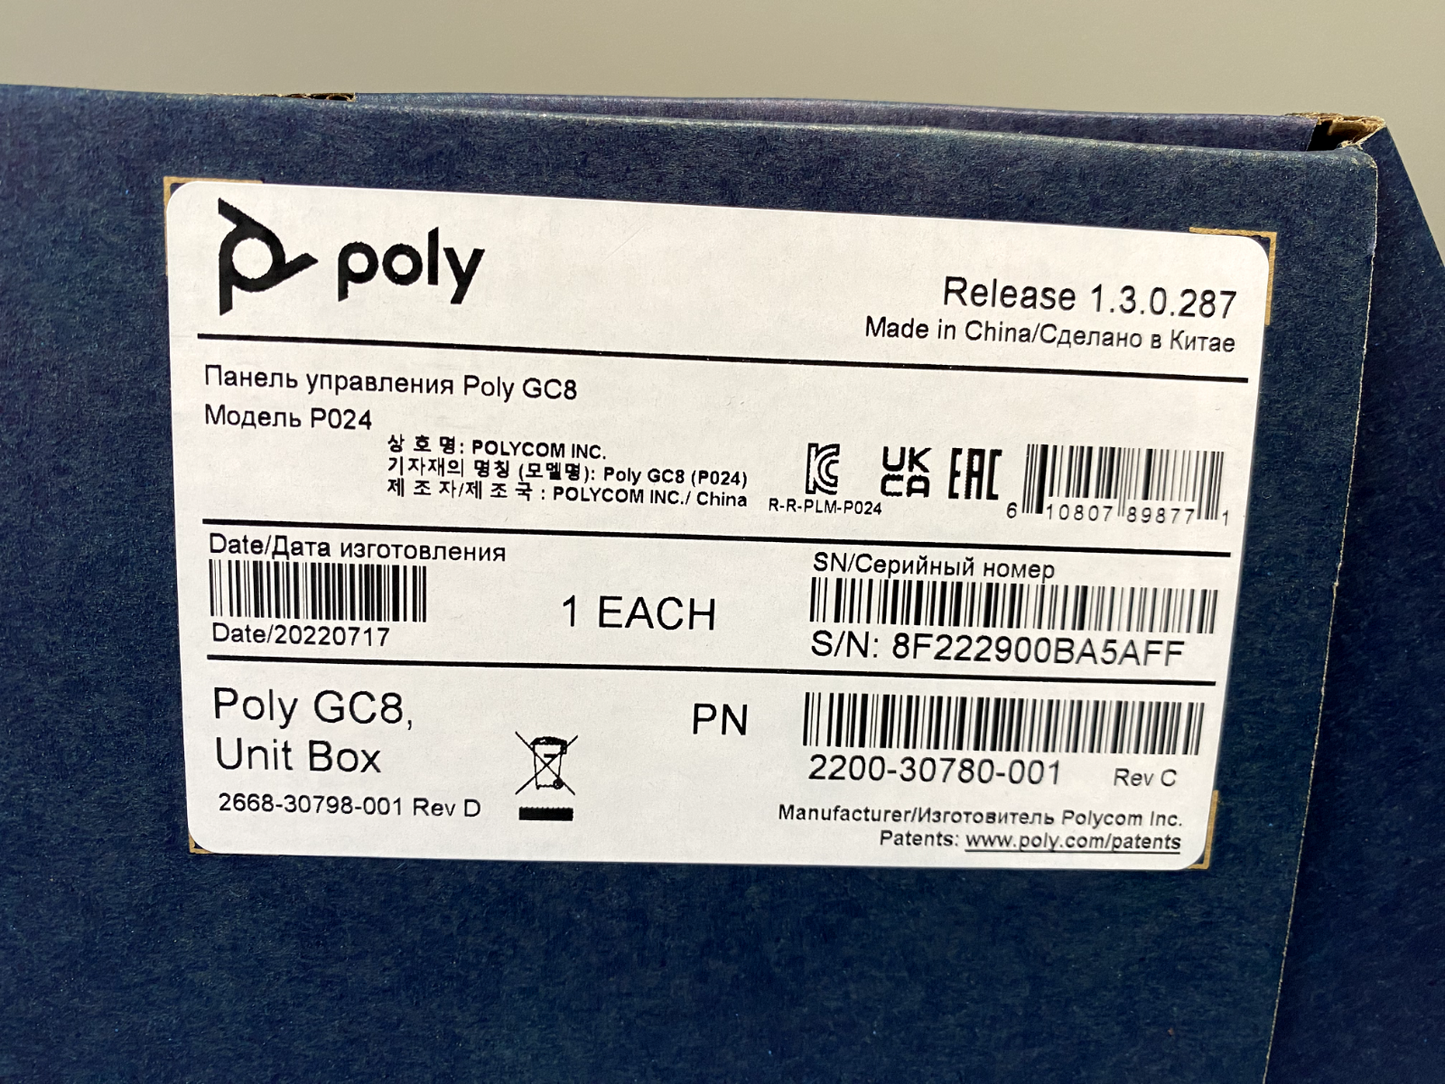 poly
Release 1.3.0.287
Made in China/Сделано в Китае
Панель управления Poly GC8
Модель P024
상 호 명: POLYCOM INC.
기자재의 명칭 (모델명): Poly GC8 (P024)
제 조 자/제 조 국 : POLYCOM INC./ China
R-R-PLM-P024
UK
CA
EAC
6 10807 89877 1
Date/Дата изготовления
Date/20220717
1 EACH
SN/Серийный номер
S/N: 8F222900BA5AFF
Poly GC8,
Unit Box
2668-30798-001 Rev D
PN
2200-30780-001 Rev C
Manufacturer/Изготовитель Polycom Inc.
Patents: www.poly.com/patents